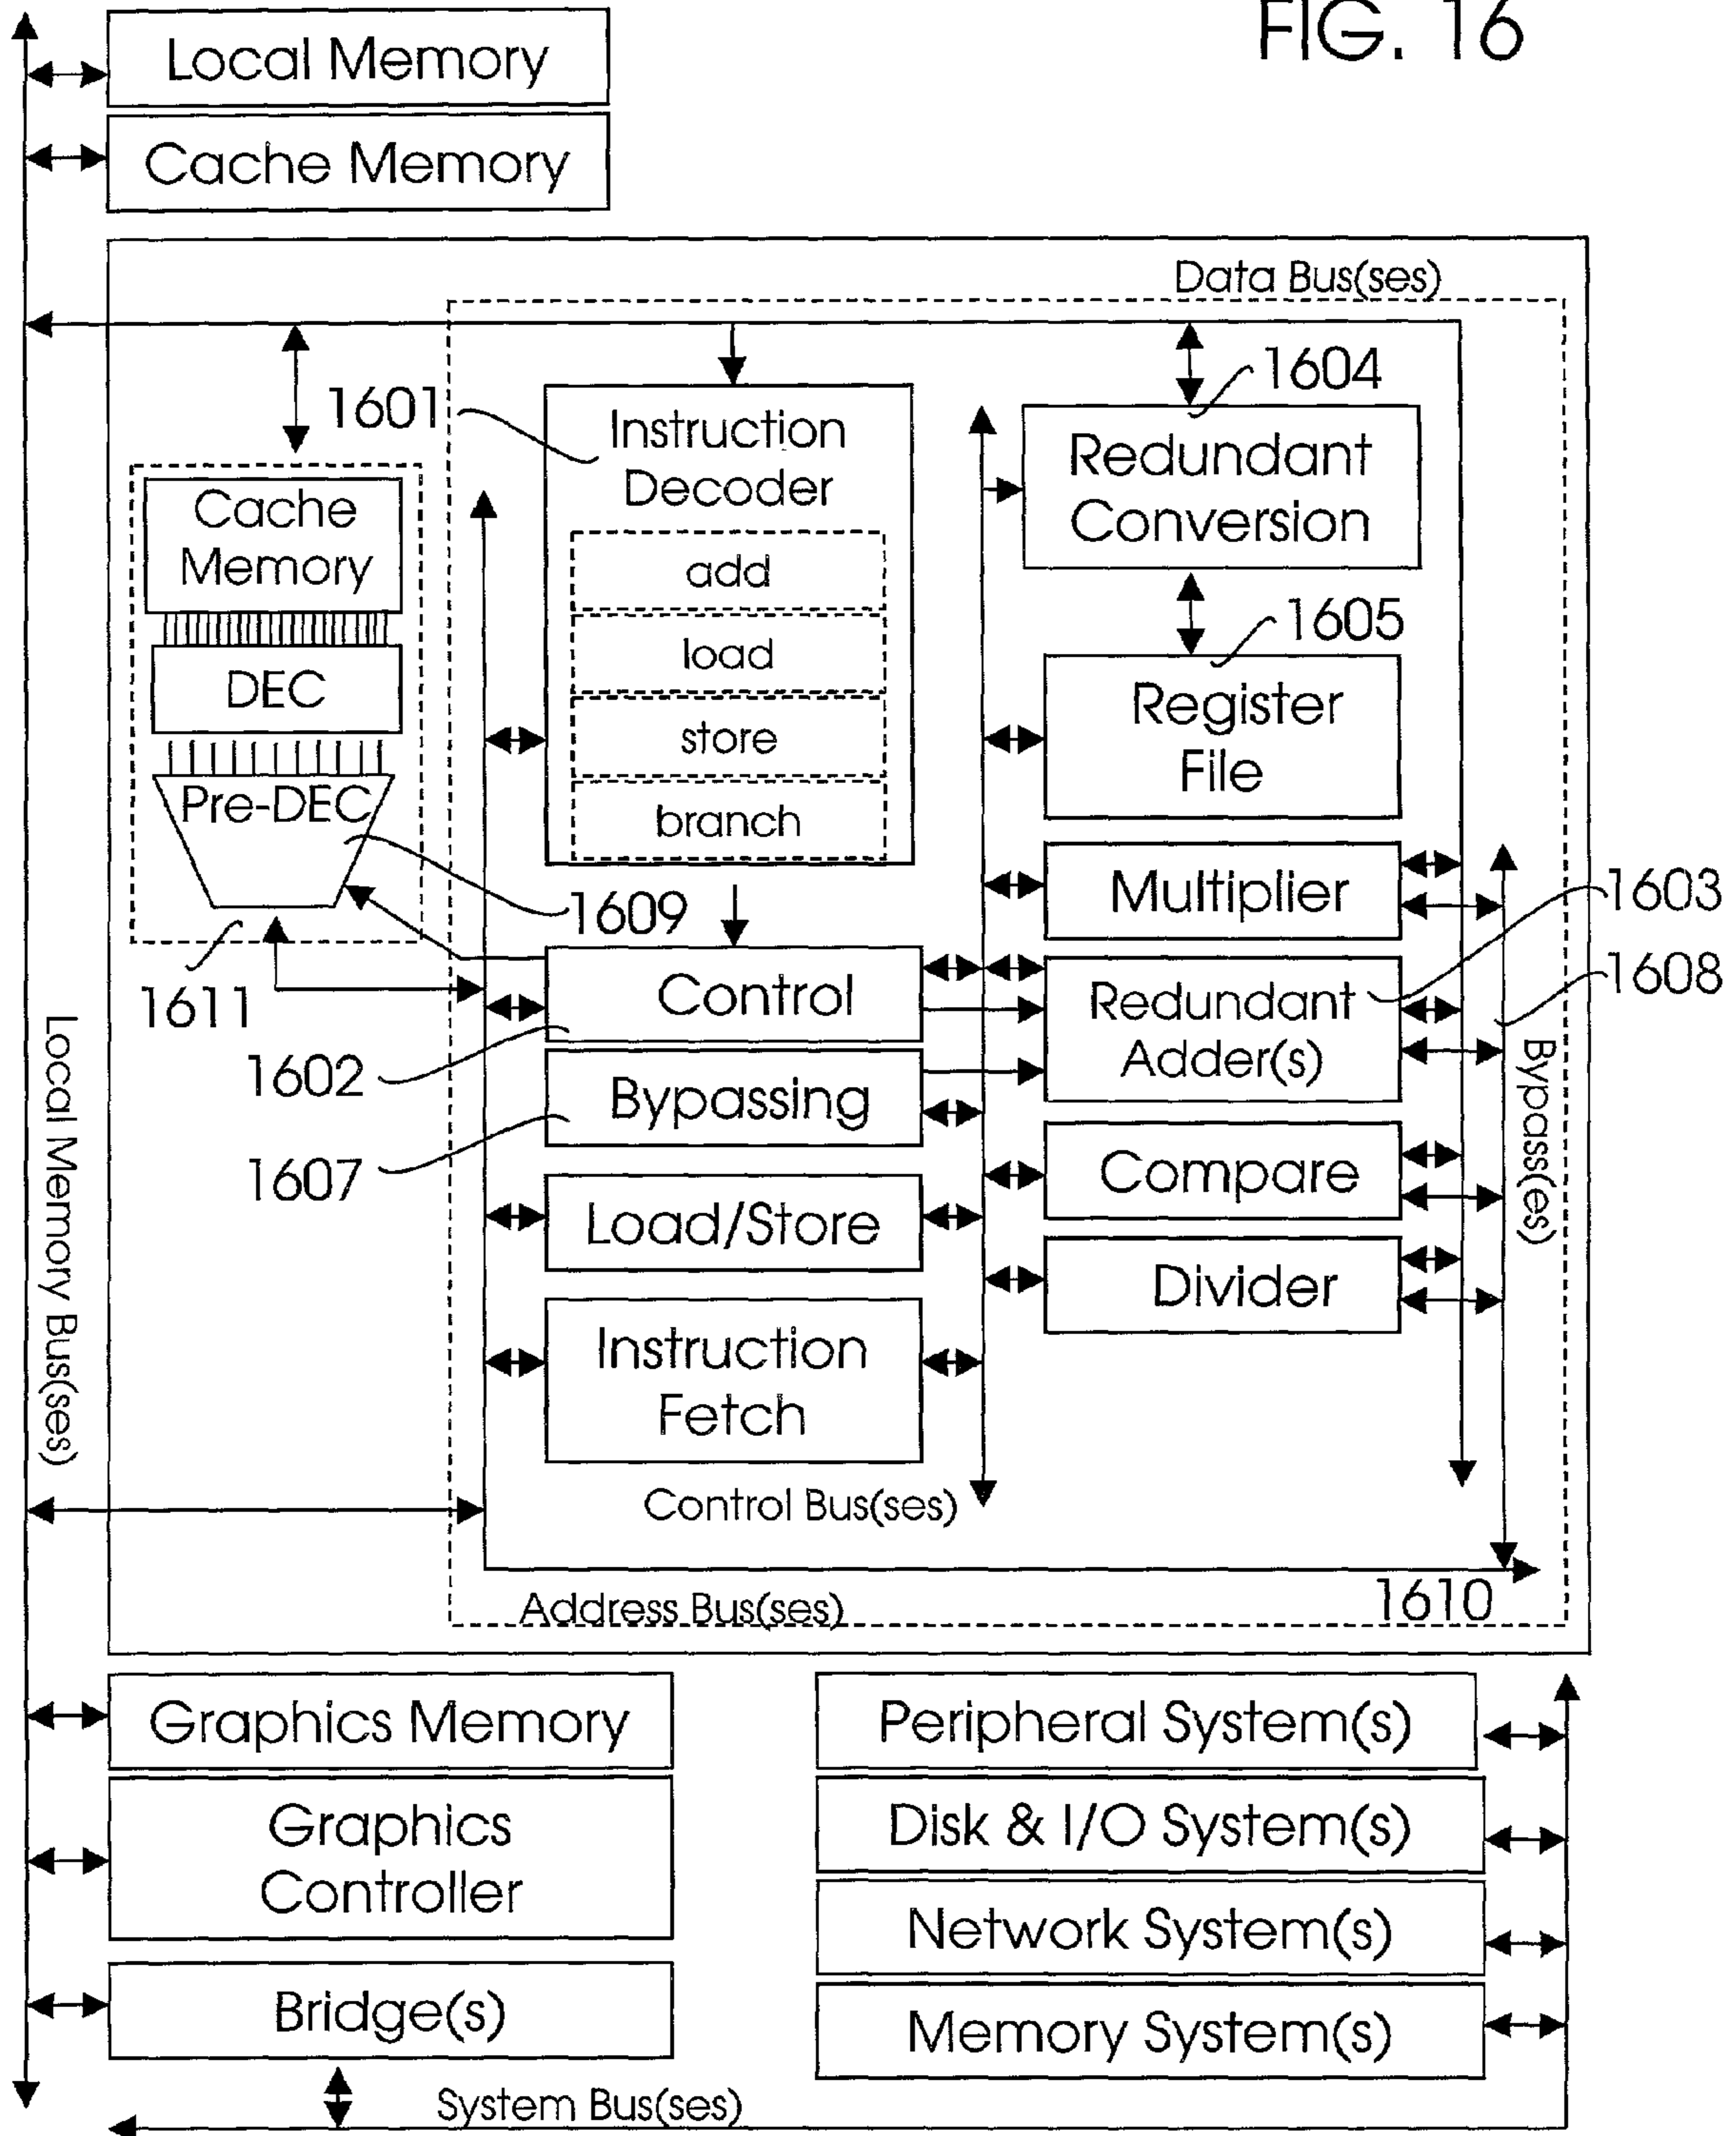 FIG. 16
Local Memory
Cache Memory
Data Bus(ses)
1601
1604
Instruction
Decoder
add
load
store
branch
Redundant
Conversion
Cache
Memory
DEC
Pre-DEC
1605
Register
File
1609
1611
Multiplier
1603
Control
1602
Redundant
Adder(s)
1608
Bypassing
1607
Bypass(es)
Compare
Load/Store
Divider
Instruction
Fetch
Local Memory Bus(ses)
Control Bus(ses)
Address Bus(ses)
1610
Graphics Memory
Peripheral System(s)
Graphics
Controller
Disk & I/O System(s)
Network System(s)
Bridge(s)
Memory System(s)
System Bus(ses)